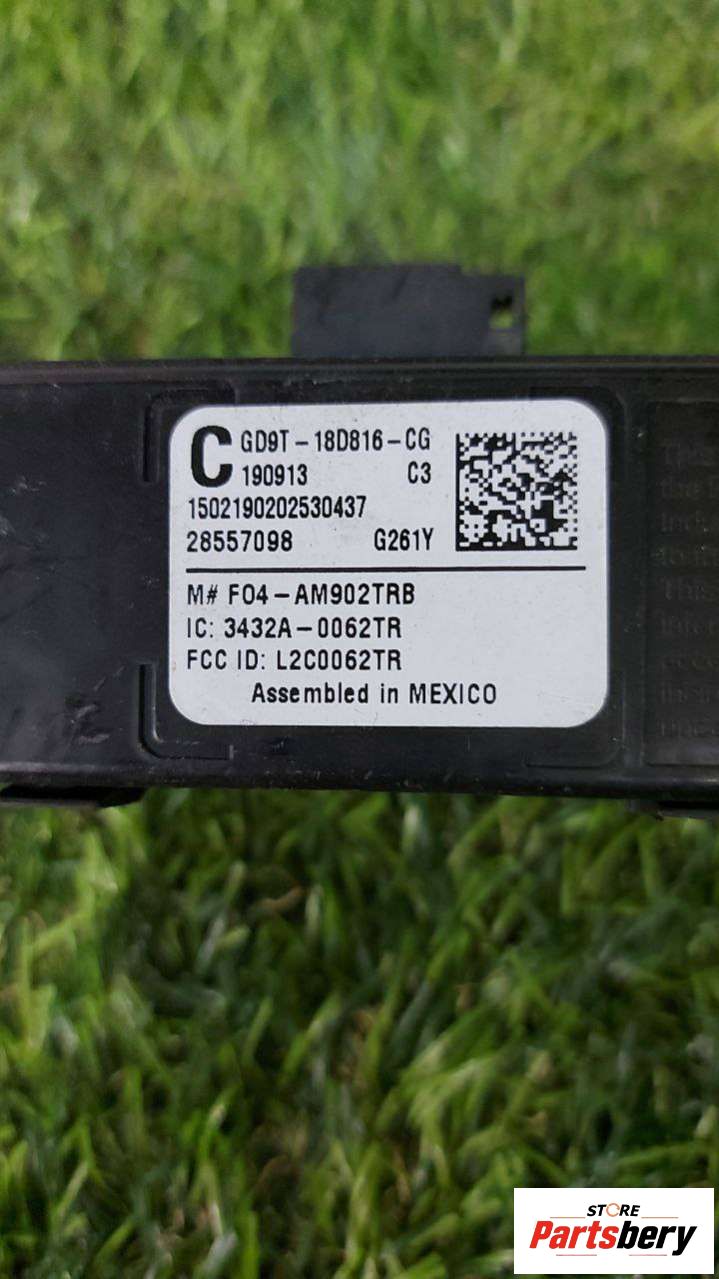 C GD9T-18D816-CG
190913 C3
1502190202530437
28557098 G261Y
M# F04-AM902TRB
IC: 3432A-0062TR
FCC ID: L2C0062TR
Assembled in MEXICO
STORE
Partsbery